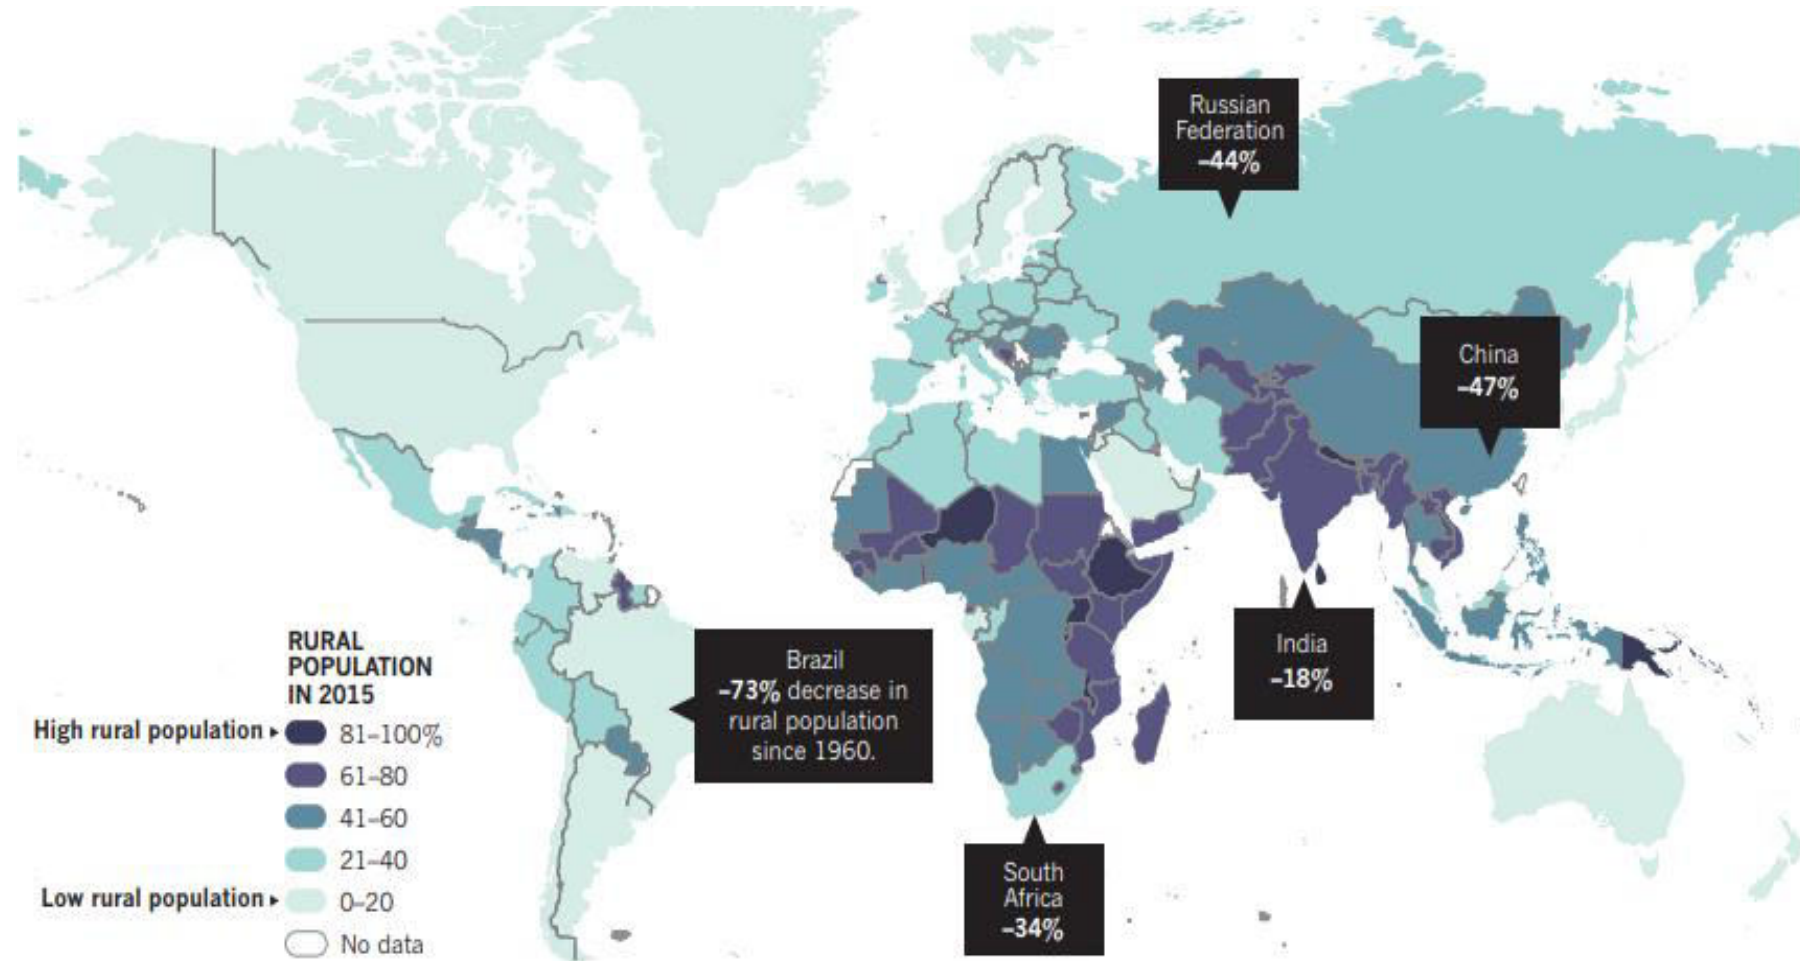 Russian
Federation
–44%
China
–47%
India
–18%
Brazil
–73% decrease in
rural population
since 1960.
South
Africa
–34%
RURAL
POPULATION
IN 2015
High rural population ▸ 81–100%
61–80
41–60
21–40
Low rural population ▸ 0–20
No data